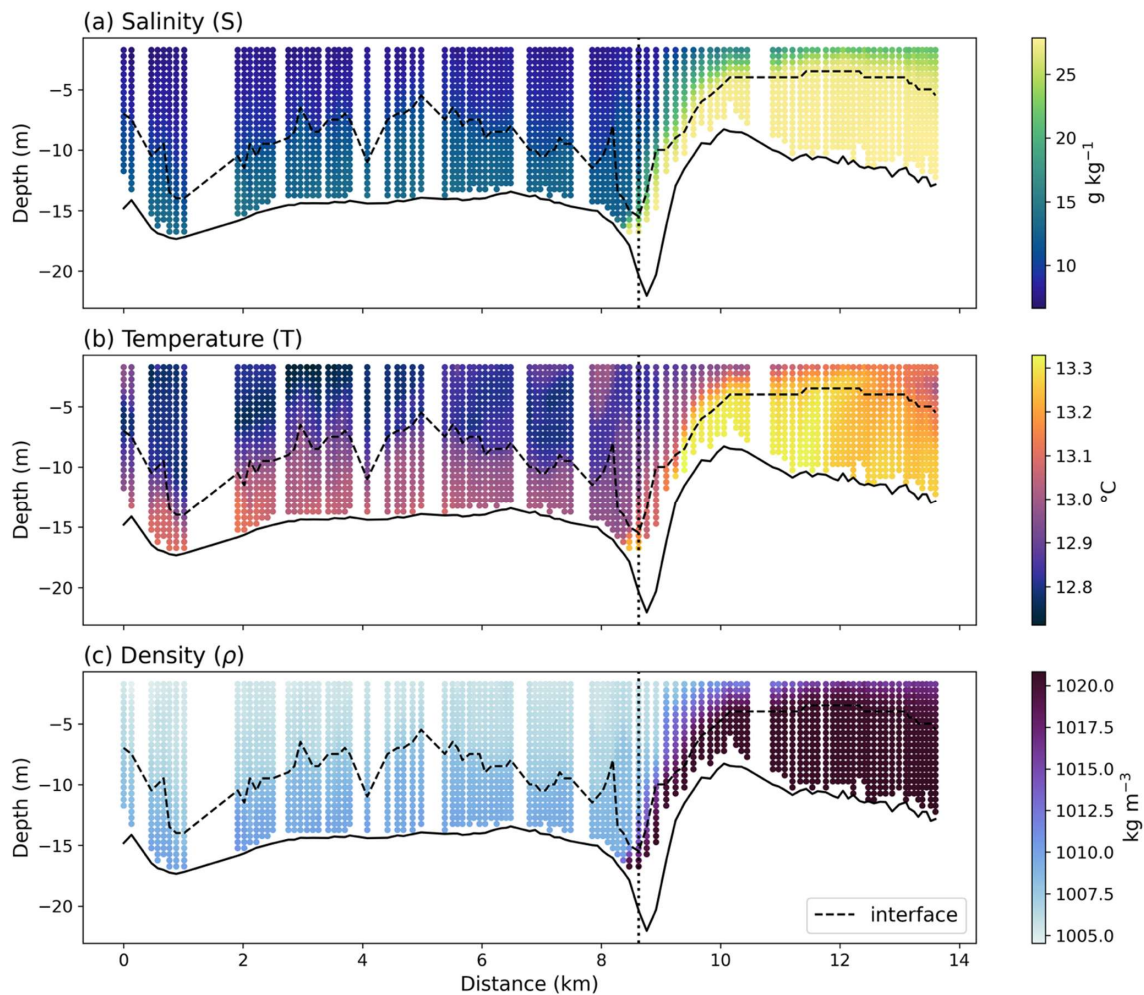 (a) Salinity (S)
Depth (m)
−5
−10
−15
−20
25
20
15
10
g kg⁻¹
(b) Temperature (T)
Depth (m)
−5
−10
−15
−20
13.3
13.2
13.1
13.0
12.9
12.8
°C
(c) Density (ρ)
Depth (m)
−5
−10
−15
−20
interface
0 2 4 6 8 10 12 14
Distance (km)
1020.0
1017.5
1015.0
1012.5
1010.0
1007.5
1005.0
kg m⁻³